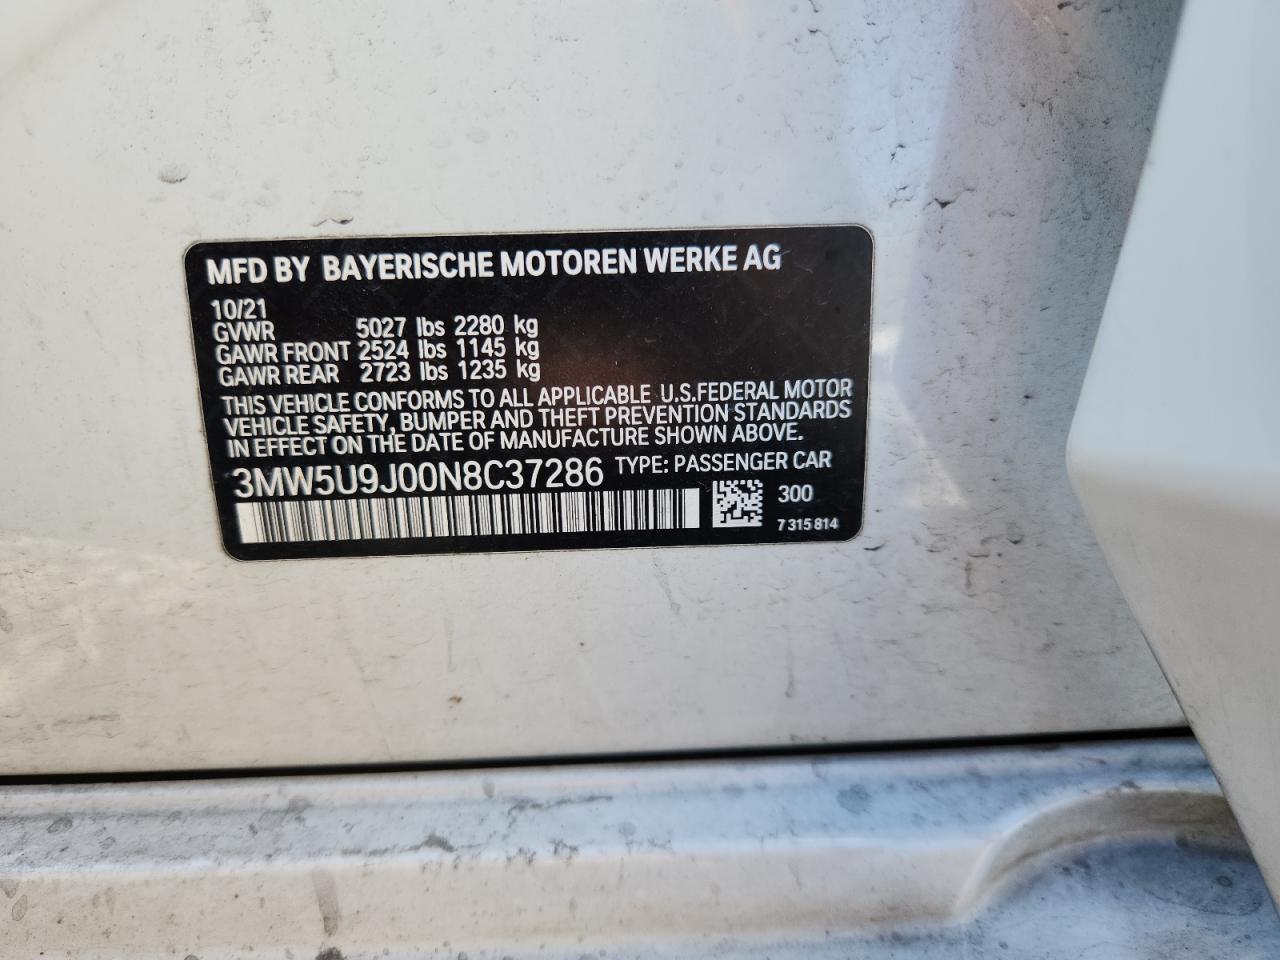 MFD BY BAYERISCHE MOTOREN WERKE AG
10/21
GVWR 5027 lbs 2280 kg
GAWR FRONT 2524 lbs 1145 kg
GAWR REAR 2723 lbs 1235 kg
THIS VEHICLE CONFORMS TO ALL APPLICABLE U.S.FEDERAL MOTOR
VEHICLE SAFETY, BUMPER AND THEFT PREVENTION STANDARDS
IN EFFECT ON THE DATE OF MANUFACTURE SHOWN ABOVE.
3MW5U9J00N8C37286 TYPE: PASSENGER CAR
300
7 315 814